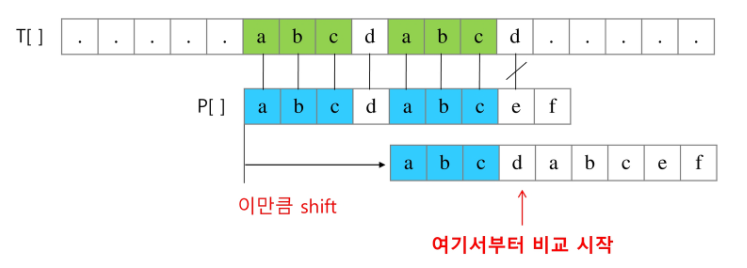 T[ ] . . . . . a b c d a b c d . . . . .
P[ ] a b c d a b c e f
a b c d a b c e f
이만큼 shift
여기서부터 비교 시작